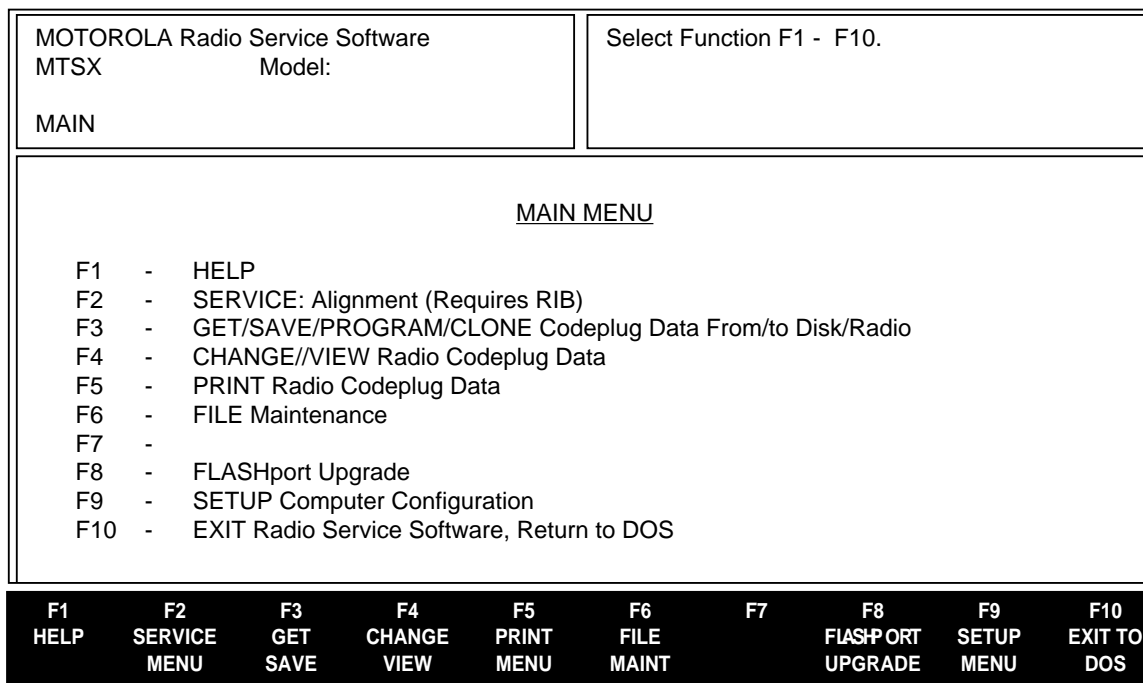 MOTOROLA Radio Service Software
MTSX Model:
MAIN
Select Function F1 - F10.
MAIN MENU
F1 - HELP
F2 - SERVICE: Alignment (Requires RIB)
F3 - GET/SAVE/PROGRAM/CLONE Codeplug Data From/to Disk/Radio
F4 - CHANGE//VIEW Radio Codeplug Data
F5 - PRINT Radio Codeplug Data
F6 - FILE Maintenance
F7 -
F8 - FLASHport Upgrade
F9 - SETUP Computer Configuration
F10 - EXIT Radio Service Software, Return to DOS
F1 F2 F3 F4 F5 F6 F7 F8 F9 F10
HELP SERVICE GET CHANGE PRINT FILE FLASHPORT SETUP EXIT TO
MENU SAVE VIEW MENU MAINT UPGRADE MENU DOS